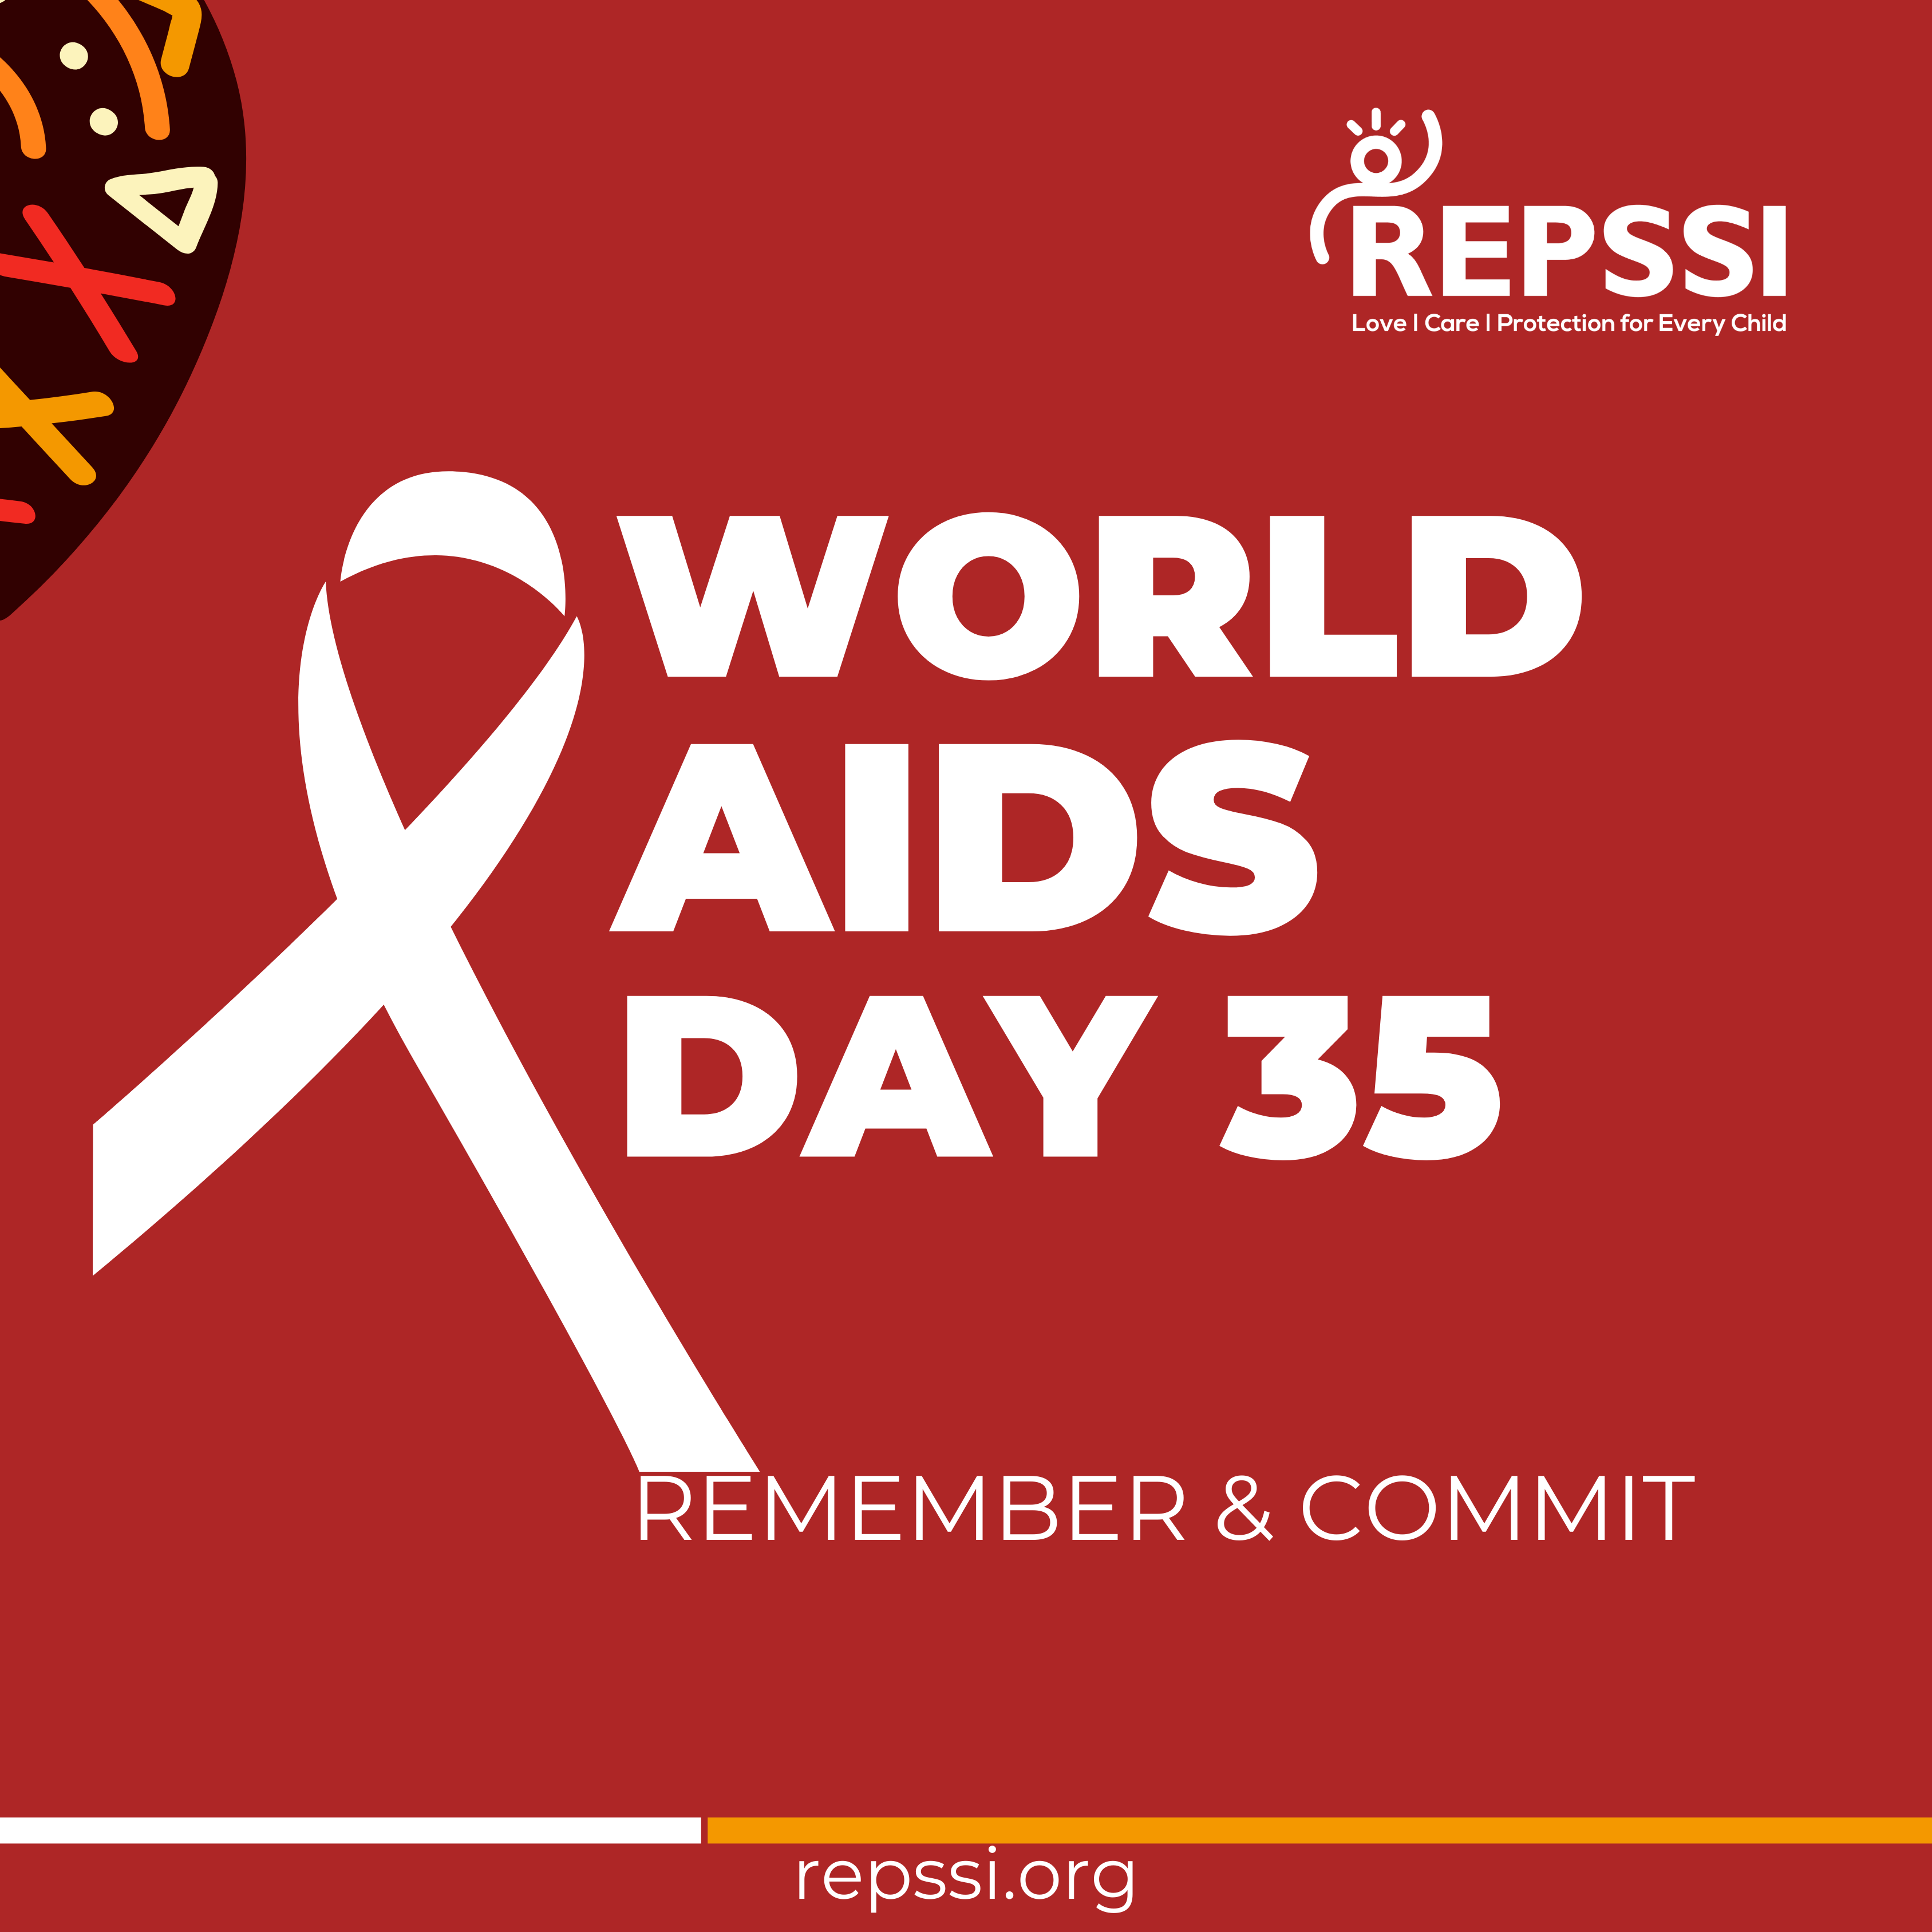 REPSSI
Love | Care | Protection for Every Child
WORLD
AIDS
DAY 35
REMEMBER & COMMIT
repssi.org